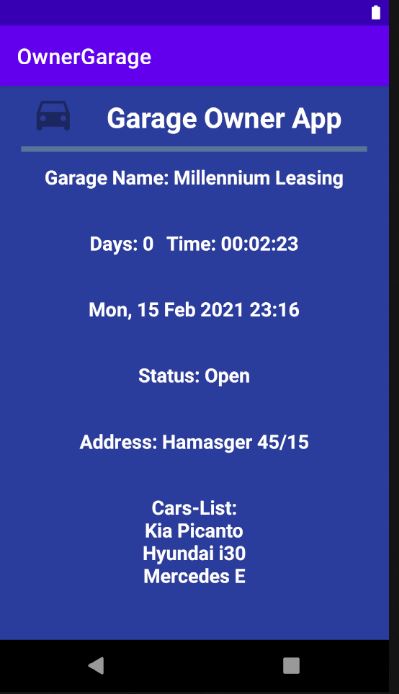 OwnerGarage
Garage Owner App
Garage Name: Millennium Leasing
Days: 0 Time: 00:02:23
Mon, 15 Feb 2021 23:16
Status: Open
Address: Hamasger 45/15
Cars-List:
Kia Picanto
Hyundai i30
Mercedes E